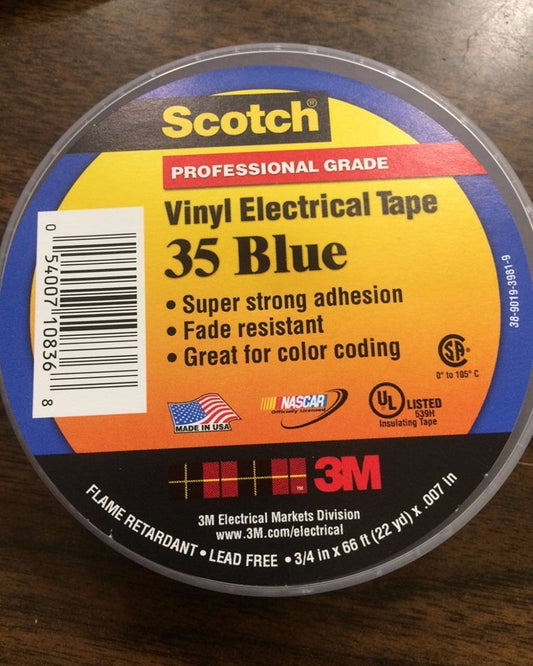 Scotch®
PROFESSIONAL GRADE
Vinyl Electrical Tape
35 Blue
• Super strong adhesion
• Fade resistant
• Great for color coding
0 54007 10836 8
38-9019-3981-9
SA®
0° to 105° C
MADE IN USA
NASCAR
Officially Licensed
UL® LISTED
539H
Insulating Tape
™ 3M
3M Electrical Markets Division
www.3M.com/electrical
FLAME RETARDANT • LEAD FREE • 3/4 in x 66 ft (22 yd) x .007 in